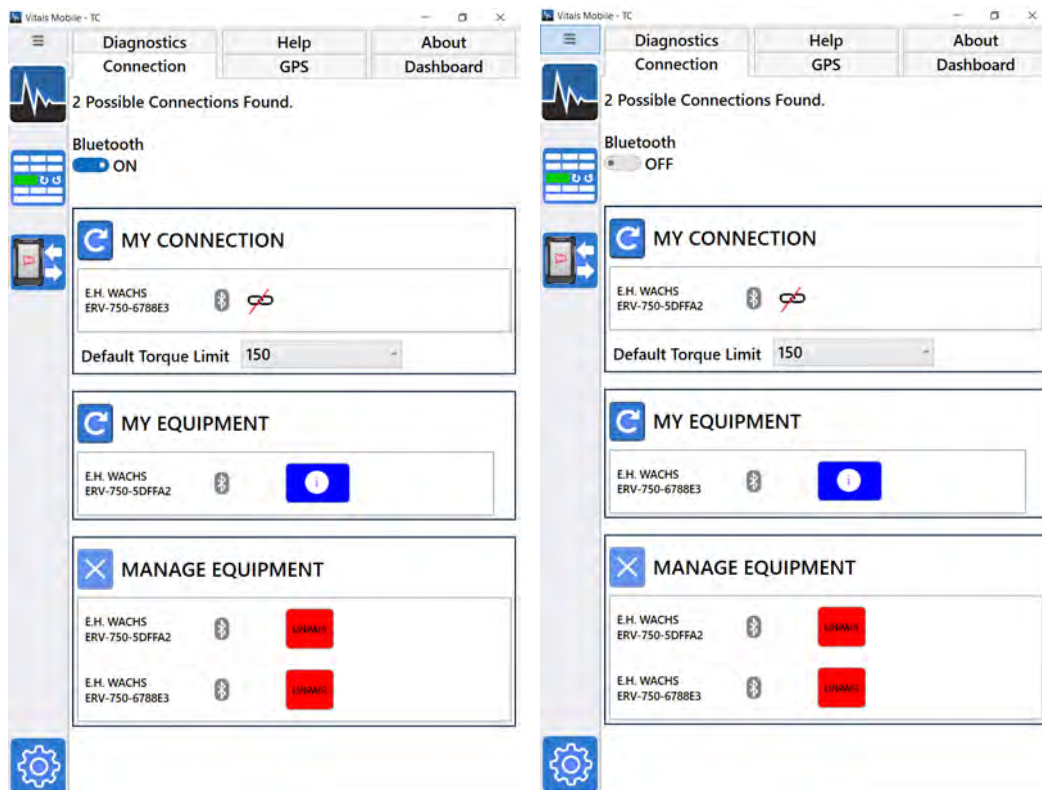 Vitals Mobile - TC
Diagnostics Help About
Connection GPS Dashboard
2 Possible Connections Found.
Bluetooth
ON
MY CONNECTION
E.H. WACHS
ERV-750-6788E3
Default Torque Limit 150
MY EQUIPMENT
E.H. WACHS
ERV-750-5DFFA2
i
MANAGE EQUIPMENT
E.H. WACHS
ERV-750-5DFFA2
UNPAIR
E.H. WACHS
ERV-750-6788E3
UNPAIR
Vitals Mobile - TC
Diagnostics Help About
Connection GPS Dashboard
2 Possible Connections Found.
Bluetooth
OFF
MY CONNECTION
E.H. WACHS
ERV-750-5DFFA2
Default Torque Limit 150
MY EQUIPMENT
E.H. WACHS
ERV-750-6788E3
i
MANAGE EQUIPMENT
E.H. WACHS
ERV-750-5DFFA2
UNPAIR
E.H. WACHS
ERV-750-6788E3
UNPAIR